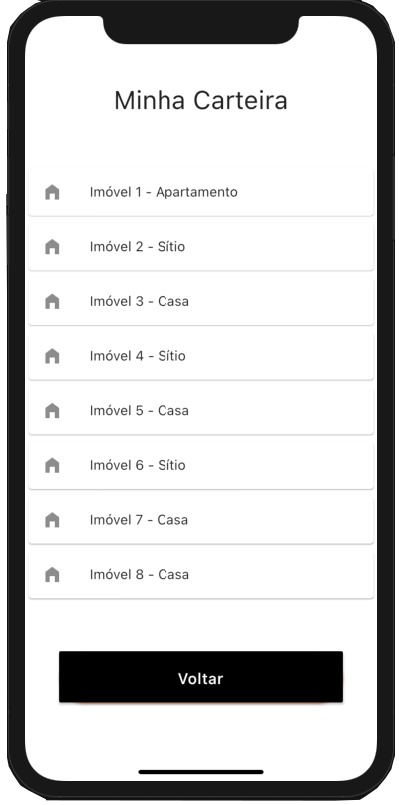 Minha Carteira
Imóvel 1 - Apartamento
Imóvel 2 - Sítio
Imóvel 3 - Casa
Imóvel 4 - Sítio
Imóvel 5 - Casa
Imóvel 6 - Sítio
Imóvel 7 - Casa
Imóvel 8 - Casa
Voltar